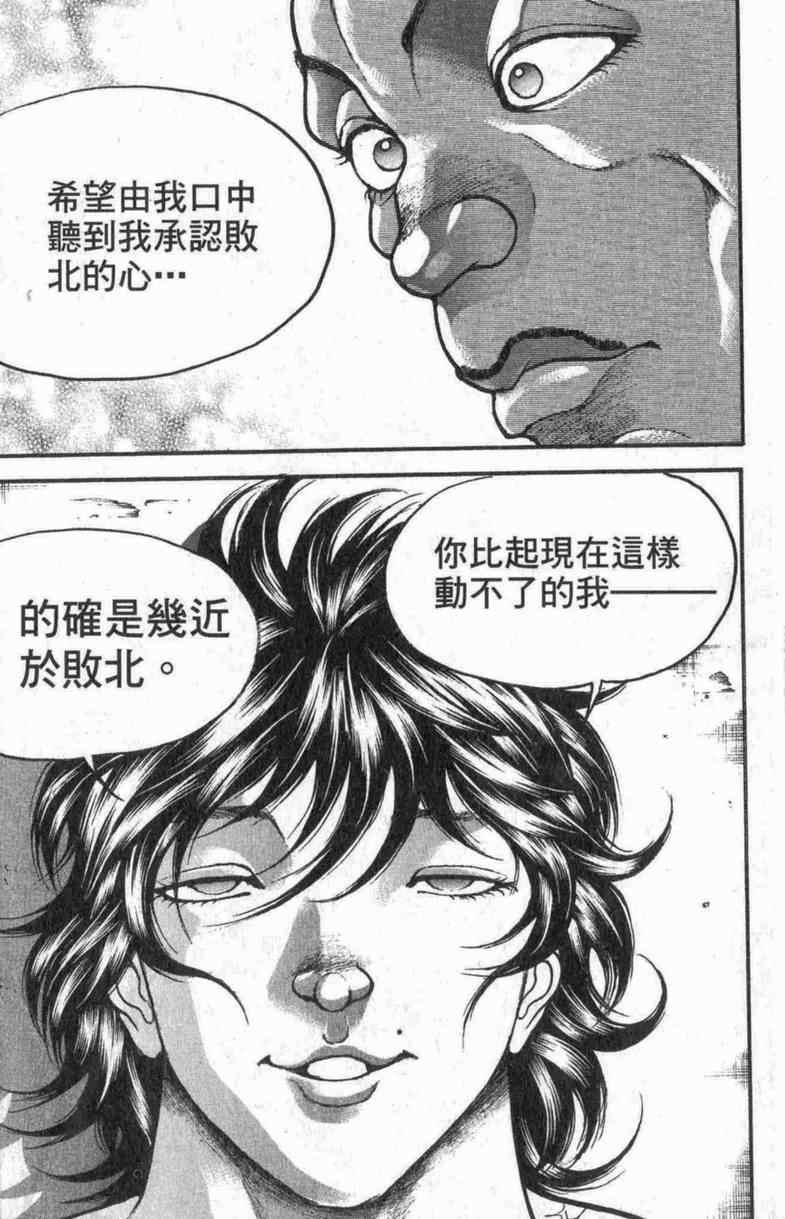 希望由我口中
聽到我承認敗
北的心…
你比起現在這樣
動不了的我———
的確是幾近
於敗北。